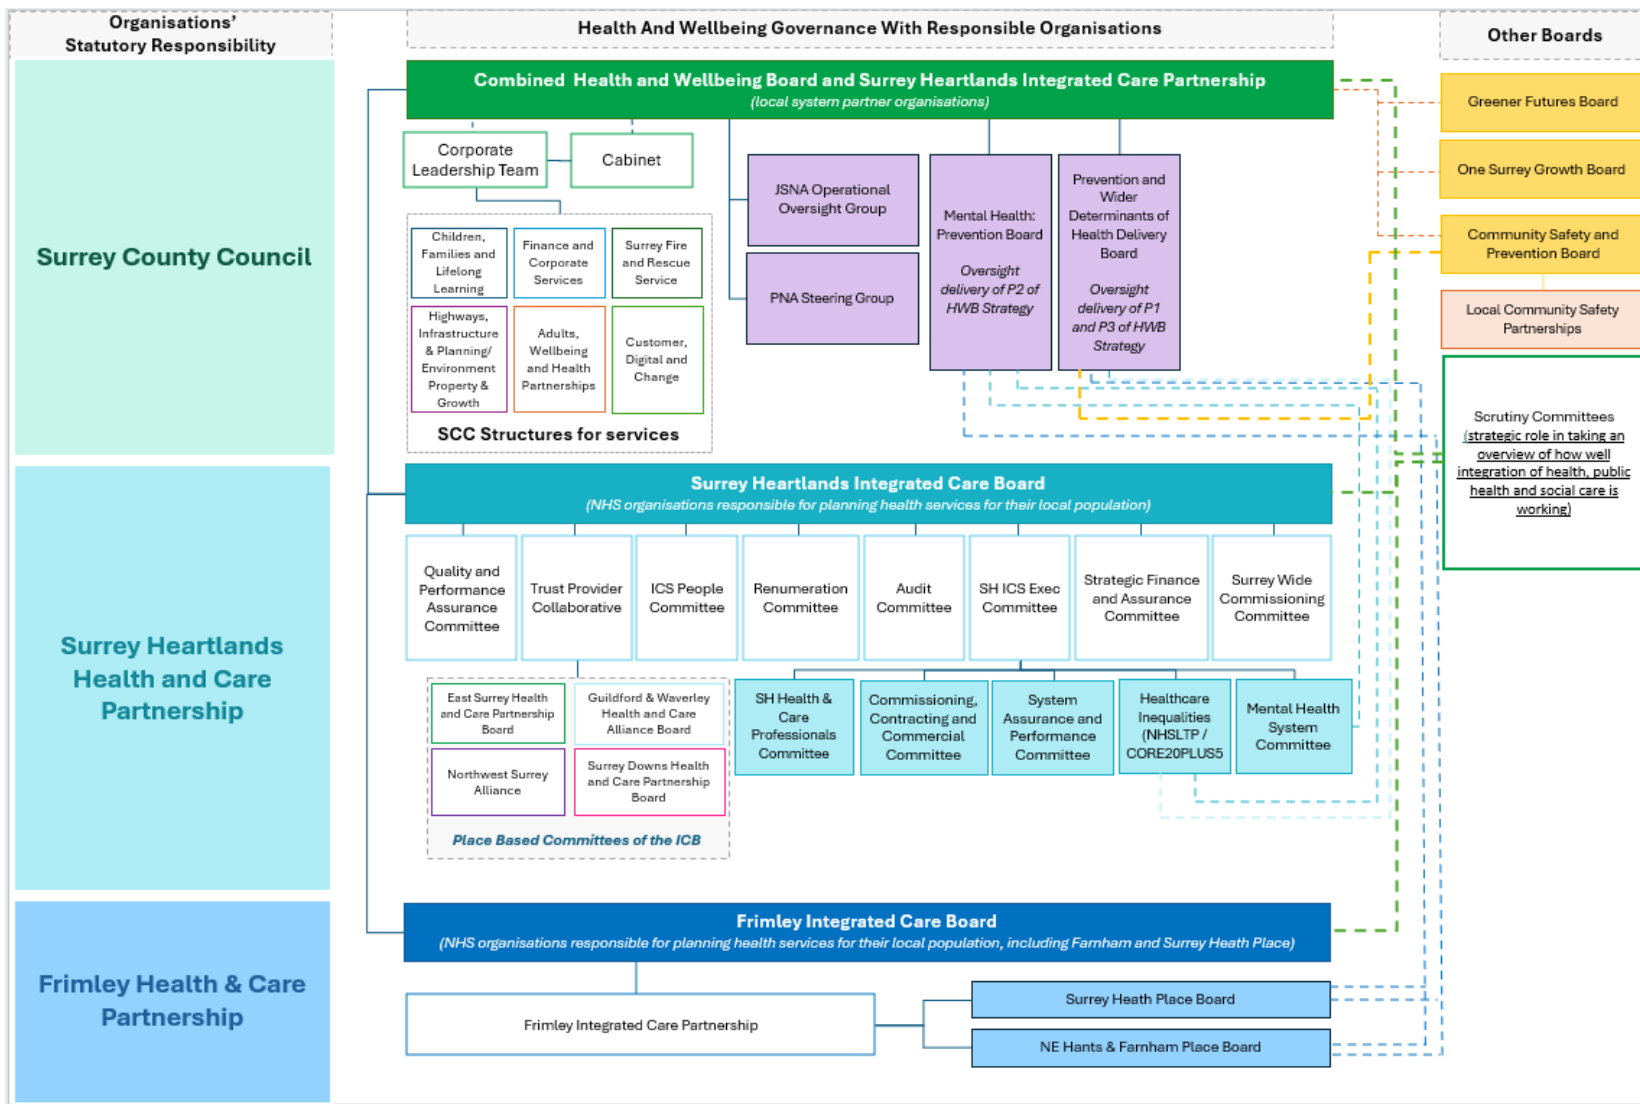 Organisations'
Statutory Responsibility
Health And Wellbeing Governance With Responsible Organisations
Other Boards
Surrey County Council
Combined Health and Wellbeing Board and Surrey Heartlands Integrated Care Partnership
(local system partner organisations)
Corporate
Leadership Team
Cabinet
Children,
Families and
Lifelong
Learning
Finance and
Corporate
Services
Surrey Fire
and Rescue
Service
Highways,
Infrastructure
& Planning/
Environment
Property &
Growth
Adults,
Wellbeing
and Health
Partnerships
Customer,
Digital and
Change
SCC Structures for services
JSNA Operational
Oversight Group
PNA Steering Group
Mental Health:
Prevention Board
Oversight
delivery of P2 of
HWB Strategy
Prevention and
Wider
Determinants of
Health Delivery
Board
Oversight
delivery of P1
and P3 of HWB
Strategy
Greener Futures Board
One Surrey Growth Board
Community Safety and
Prevention Board
Local Community Safety
Partnerships
Scrutiny Committees
(strategic role in taking an
overview of how well
integration of health, public
health and social care is
working)
Surrey Heartlands
Health and Care
Partnership
Surrey Heartlands Integrated Care Board
(NHS organisations responsible for planning health services for their local population)
Quality and
Performance
Assurance
Committee
Trust Provider
Collaborative
ICS People
Committee
Renumeration
Committee
Audit
Committee
SH ICS Exec
Committee
Strategic Finance
and Assurance
Committee
Surrey Wide
Commissioning
Committee
East Surrey Health
and Care Partnership
Board
Guildford & Waverley
Health and Care
Alliance Board
Northwest Surrey
Alliance
Surrey Downs Health
and Care Partnership
Board
Place Based Committees of the ICB
SH Health &
Care
Professionals
Committee
Commissioning,
Contracting and
Commercial
Committee
System
Assurance and
Performance
Committee
Healthcare
Inequalities
(NHSLTP /
CORE20PLUS5
Mental Health
System
Committee
Frimley Health & Care
Partnership
Frimley Integrated Care Board
(NHS organisations responsible for planning health services for their local population, including Farnham and Surrey Heath Place)
Frimley Integrated Care Partnership
Surrey Heath Place Board
NE Hants & Farnham Place Board